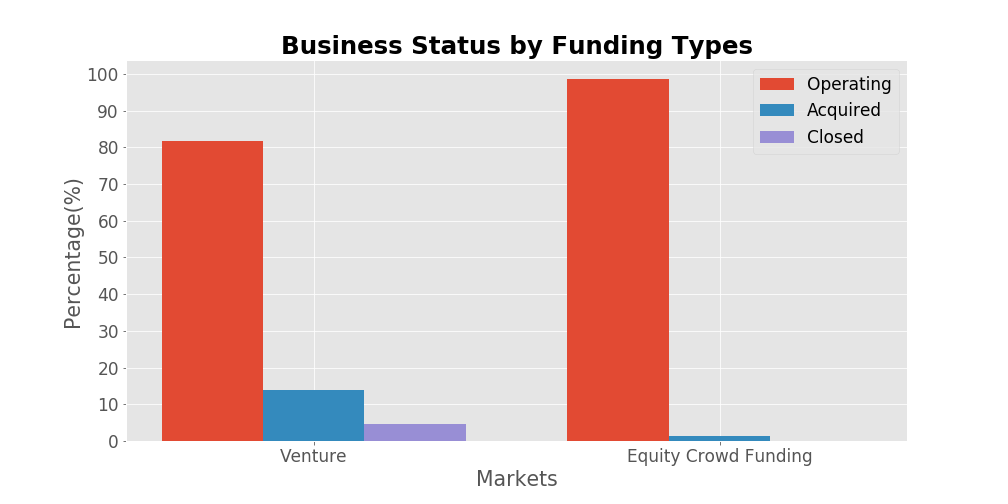 Business Status by Funding Types
100
90
80
70
60
50
40
30
20
10
0
Percentage(%)
Operating
Acquired
Closed
Venture
Equity Crowd Funding
Markets